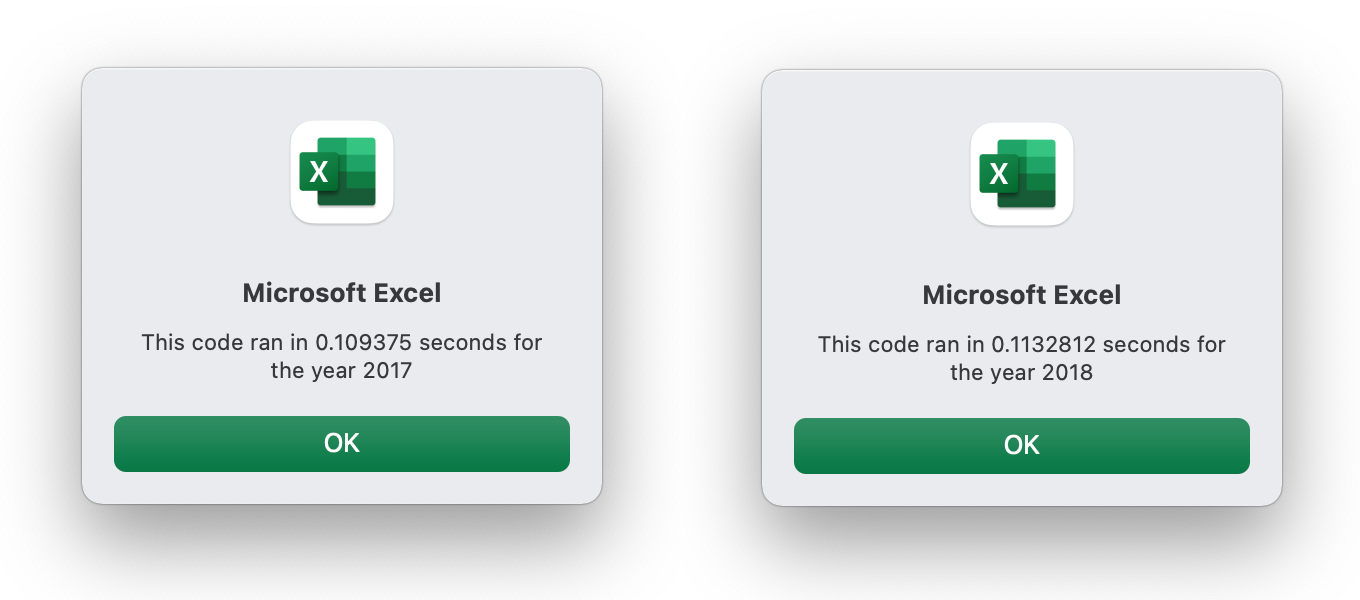 X
Microsoft Excel
This code ran in 0.109375 seconds for
the year 2017
OK
X
Microsoft Excel
This code ran in 0.1132812 seconds for
the year 2018
OK